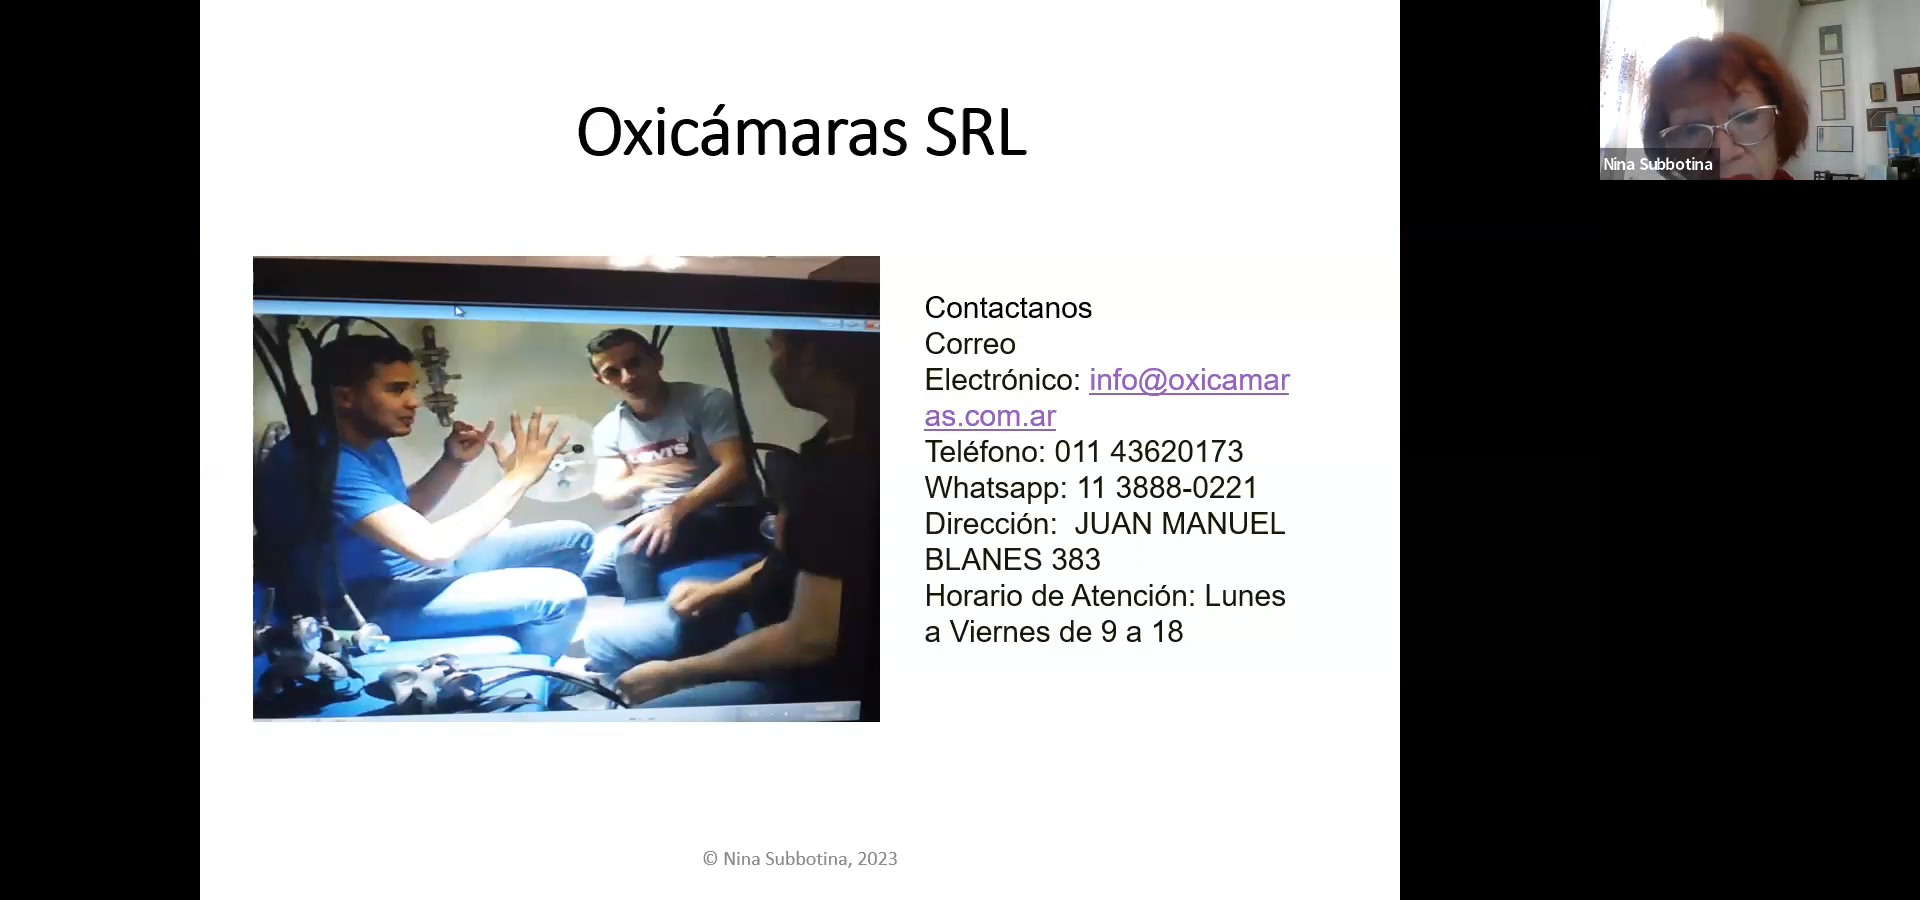 Oxicámaras SRL
Nina Subbotina
Contactanos
Correo
Electrónico: info@oxicamar
as.com.ar
Teléfono: 011 43620173
Whatsapp: 11 3888-0221
Dirección:  JUAN MANUEL
BLANES 383
Horario de Atención: Lunes
a Viernes de 9 a 18
Levi's
© Nina Subbotina, 2023